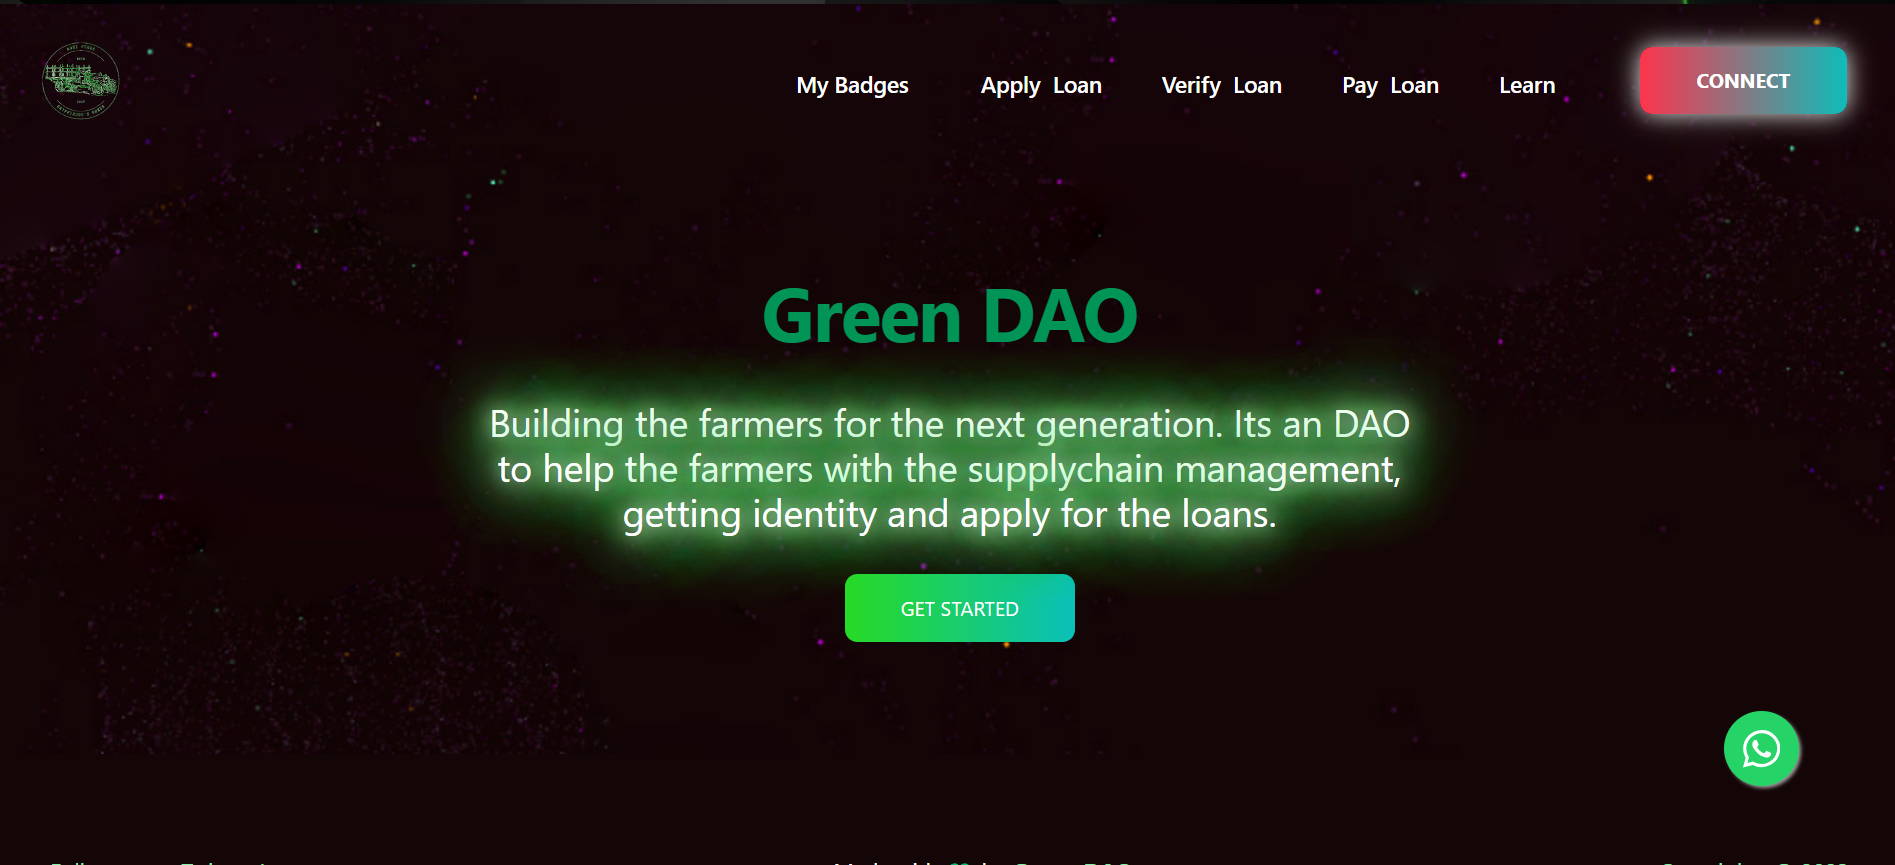 My Badges
Apply Loan
Verify Loan
Pay Loan
Learn
CONNECT
Green DAO
Building the farmers for the next generation. Its an DAO
to help the farmers with the supplychain management,
getting identity and apply for the loans.
GET STARTED